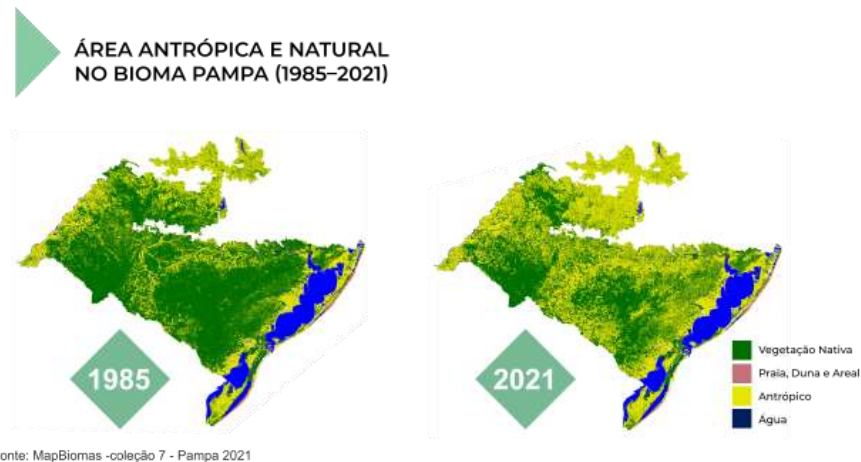 ÁREA ANTRÓPICA E NATURAL
NO BIOMA PAMPA (1985–2021)
1985
2021
Vegetação Nativa
Praia, Duna e Areal
Antrópico
Água
onte: MapBiomas -coleção 7 - Pampa 2021